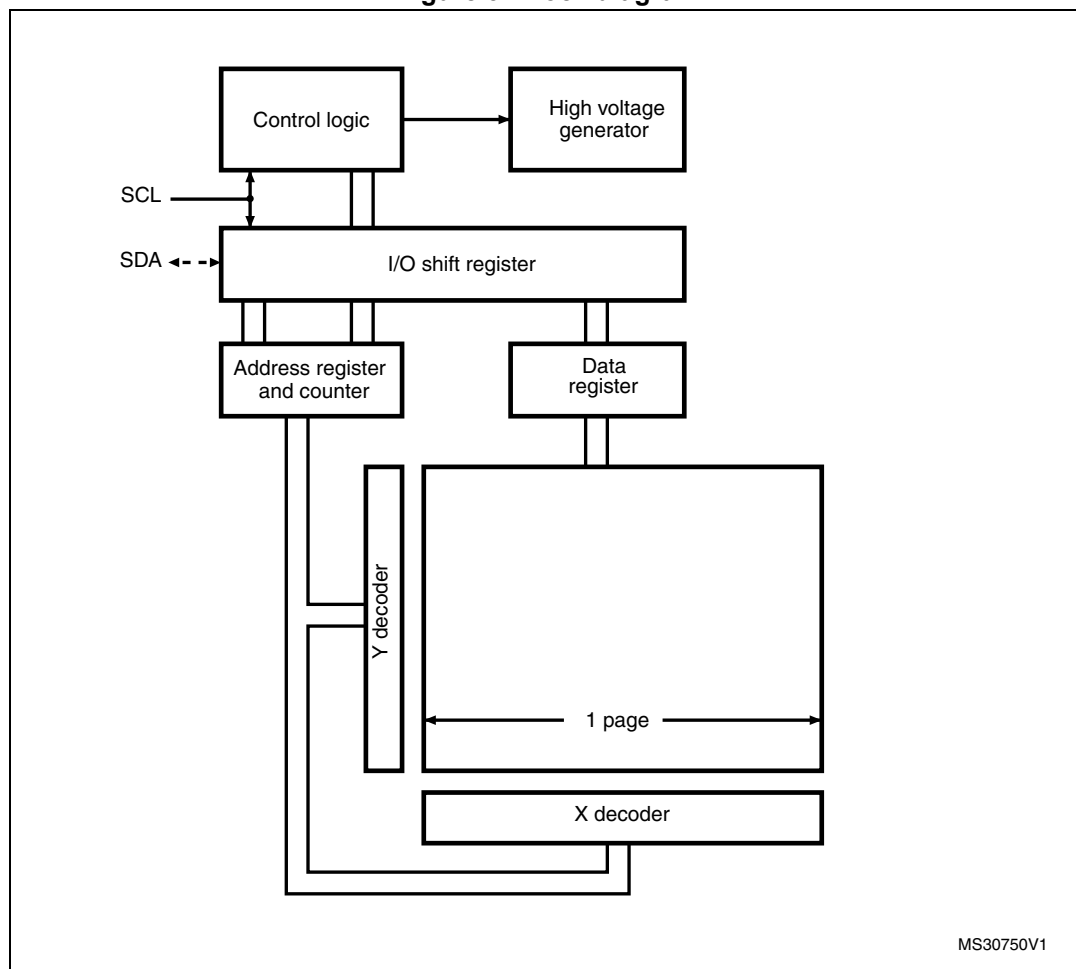 Control logic
High voltage
generator
SCL
SDA
I/O shift register
Address register
and counter
Data
register
Y decoder
1 page
X decoder
MS30750V1